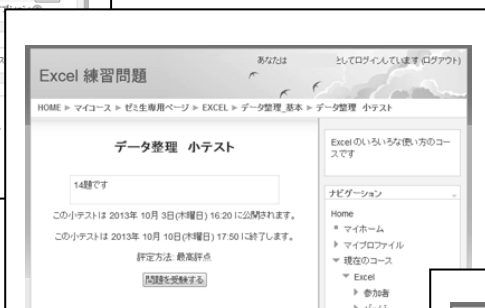 あなたは としてログインしています (ログアウト)
Excel 練習問題
HOME ► マイコース ► ゼミ生専用ページ ► EXCEL ► データ整理_基本 ► データ整理 小テスト
データ整理 小テスト
14題です
この小テストは 2013年 10月 3日(木曜日) 16:20 に公開されます。
この小テストは 2013年 10月 10日(木曜日) 17:50 に終了します。
評定方法: 最高評点
問題を受験する
Excel のいろいろな使い方のコー
スです
ナビゲーション
Home
マイホーム
マイプロファイル
現在のコース
Excel
参加者